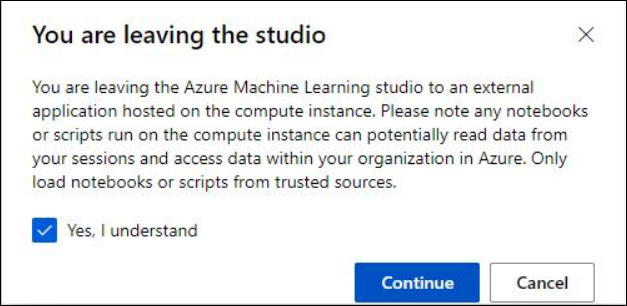 You are leaving the studio
You are leaving the Azure Machine Learning studio to an external
application hosted on the compute instance. Please note any notebooks
or scripts run on the compute instance can potentially read data from
your sessions and access data within your organization in Azure. Only
load notebooks or scripts from trusted sources.
Yes, I understand
Continue Cancel